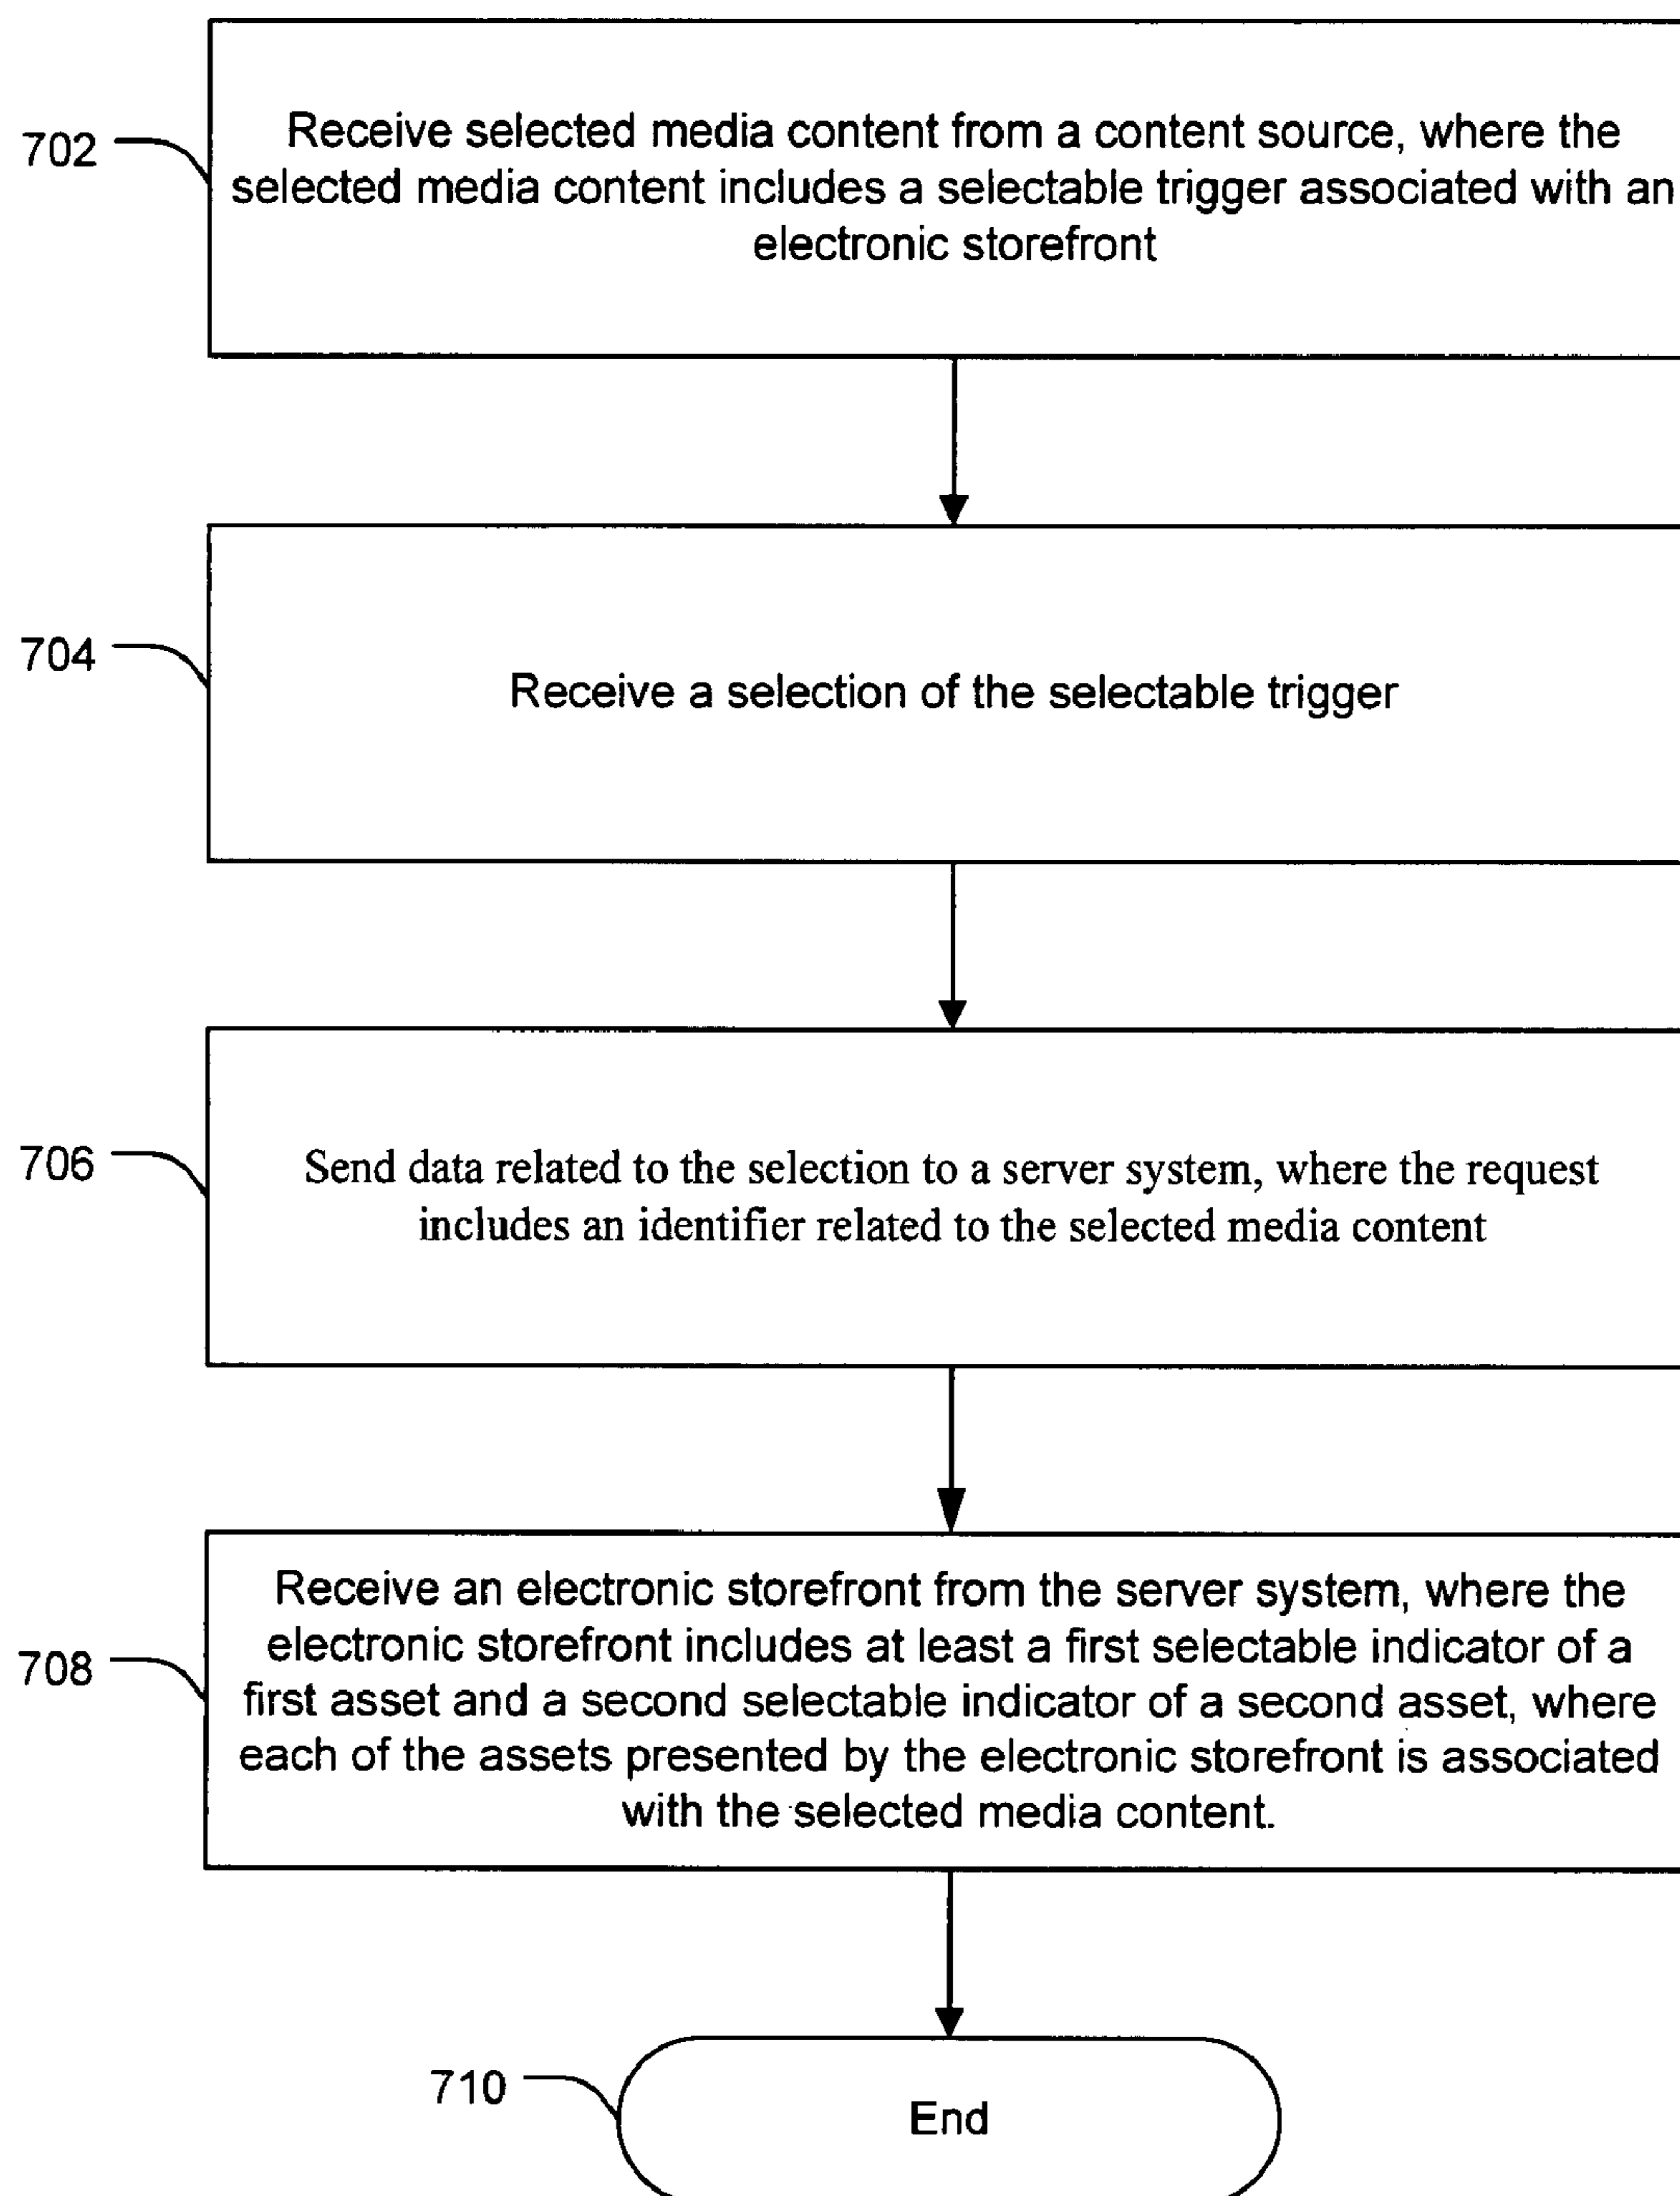 702
Receive selected media content from a content source, where the
selected media content includes a selectable trigger associated with an
electronic storefront
704
Receive a selection of the selectable trigger
706
Send data related to the selection to a server system, where the request
includes an identifier related to the selected media content
708
Receive an electronic storefront from the server system, where the
electronic storefront includes at least a first selectable indicator of a
first asset and a second selectable indicator of a second asset, where
each of the assets presented by the electronic storefront is associated
with the selected media content.
710
End